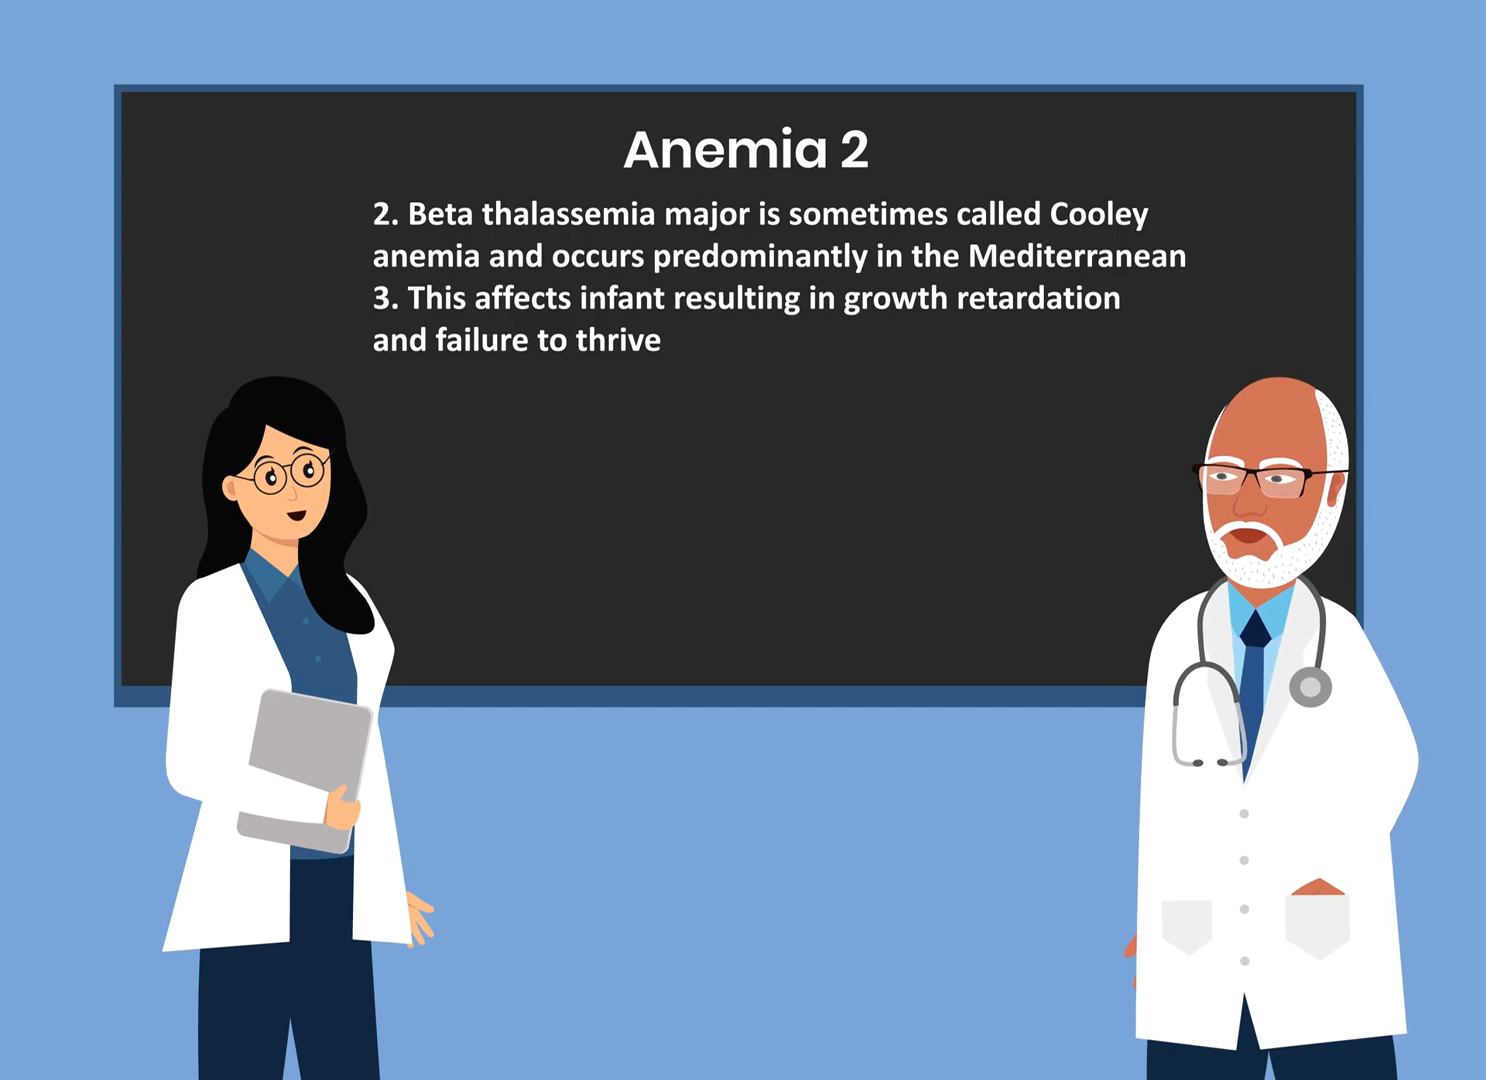 Anemia 2
2. Beta thalassemia major is sometimes called Cooley
anemia and occurs predominantly in the Mediterranean
3. This affects infant resulting in growth retardation
and failure to thrive